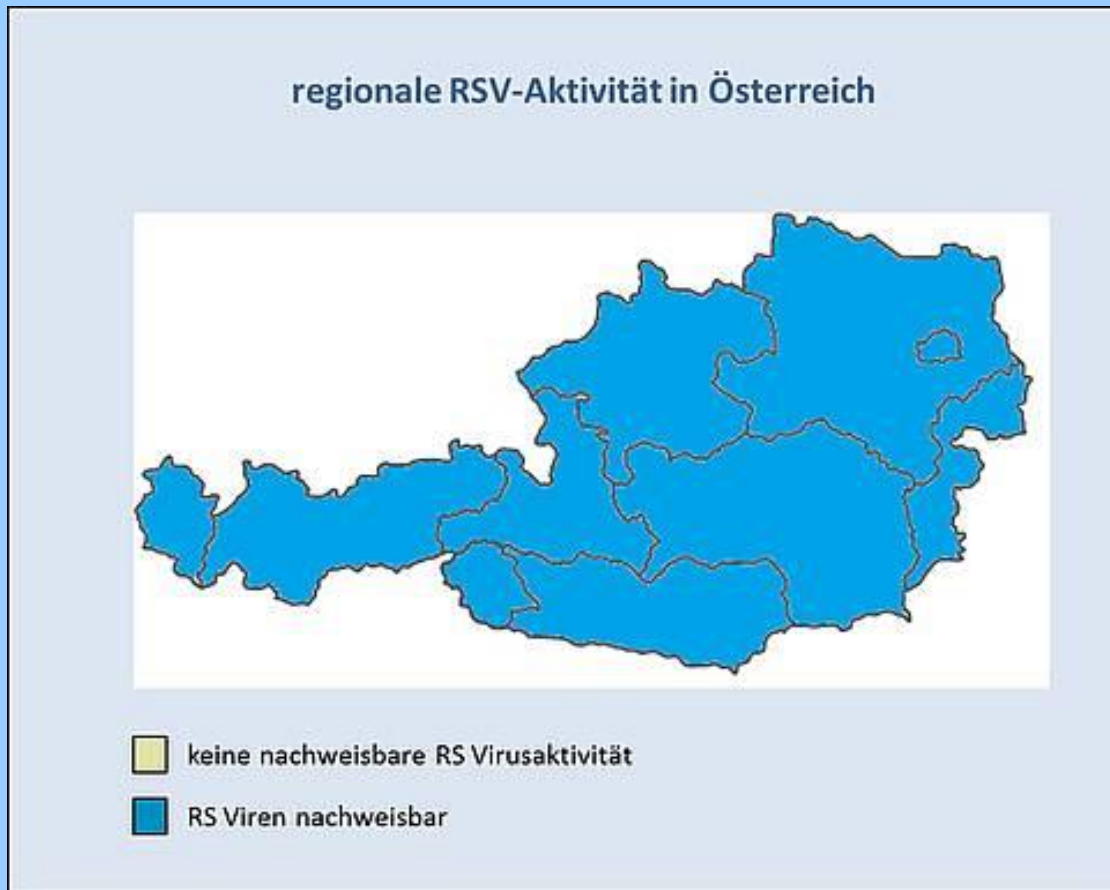 regionale RSV-Aktivität in Österreich
keine nachweisbare RS Virusaktivität
RS Viren nachweisbar